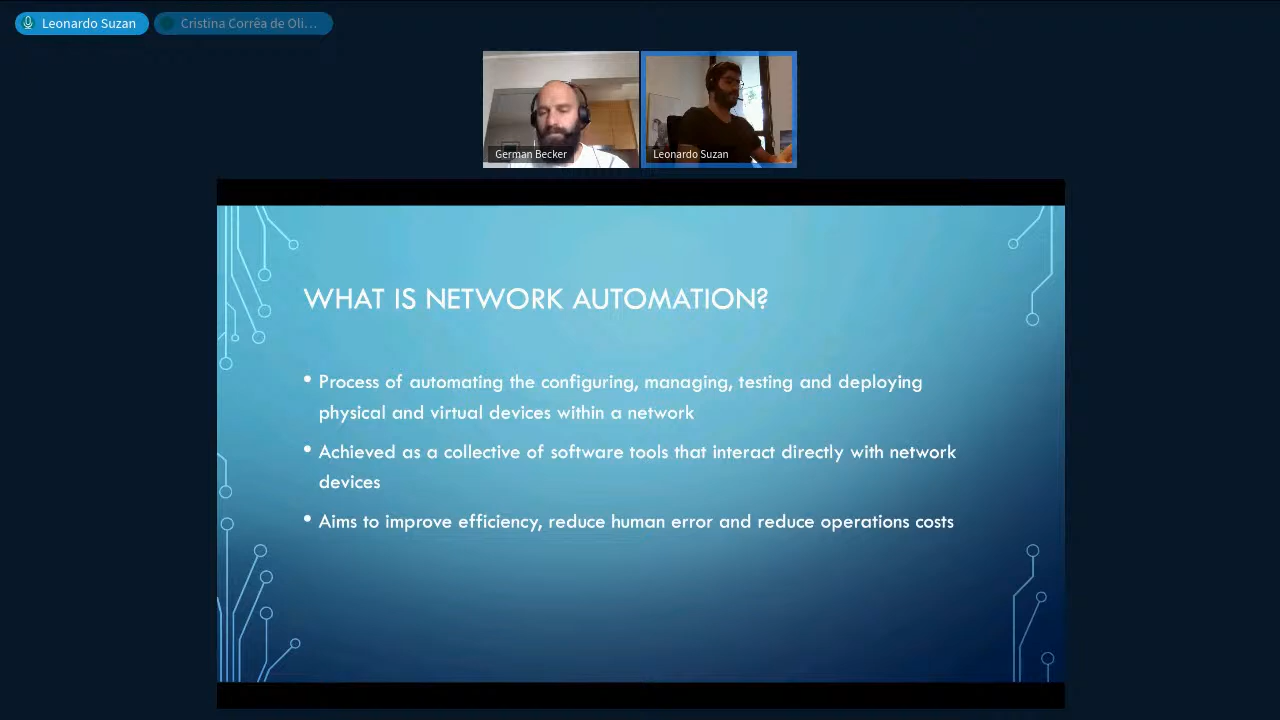 Leonardo Suzan
Cristina Corrêa de Oli...
German Becker
Leonardo Suzan
WHAT IS NETWORK AUTOMATION?
• Process of automating the configuring, managing, testing and deploying
physical and virtual devices within a network
• Achieved as a collective of software tools that interact directly with network
devices
• Aims to improve efficiency, reduce human error and reduce operations costs